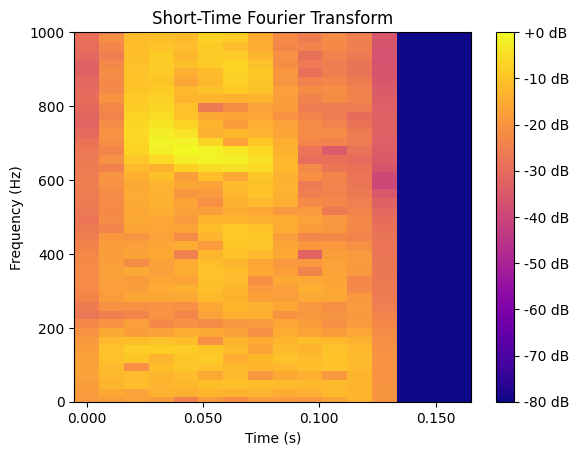 Short-Time Fourier Transform
1000
800
600
400
200
0
Frequency (Hz)
0.000
0.050
0.100
0.150
Time (s)
+0 dB
-10 dB
-20 dB
-30 dB
-40 dB
-50 dB
-60 dB
-70 dB
-80 dB